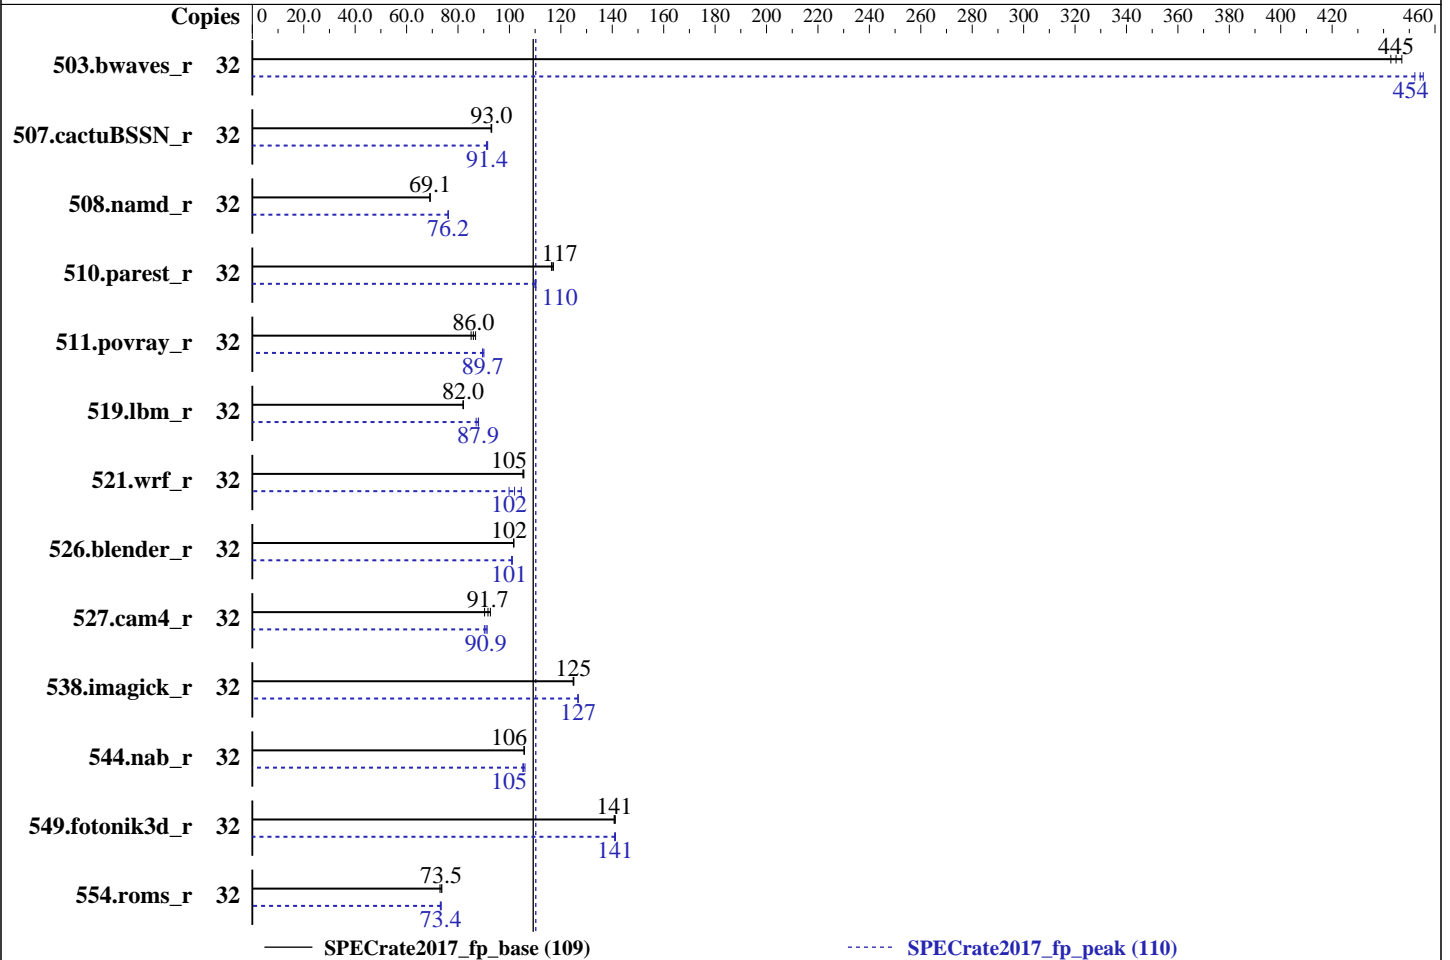 Copies 0 20.0 40.0 60.0 80.0 100 120 140 160 180 200 220 240 260 280 300 320 340 360 380 400 420 460
445
503.bwaves_r 32
454
93.0
507.cactuBSSN_r 32
91.4
69.1
508.namd_r 32
76.2
117
510.parest_r 32
110
86.0
511.povray_r 32
89.7
82.0
519.lbm_r 32
87.9
105
521.wrf_r 32
102
102
526.blender_r 32
101
91.7
527.cam4_r 32
90.9
125
538.imagick_r 32
127
106
544.nab_r 32
105
141
549.fotonik3d_r 32
141
73.5
554.roms_r 32
73.4
SPECrate2017_fp_base (109) SPECrate2017_fp_peak (110)